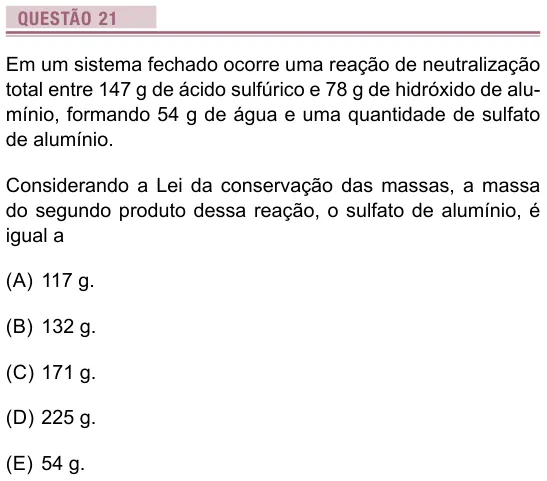 QUESTÃO 21
Em um sistema fechado ocorre uma reação de neutralização
total entre 147 g de ácido sulfúrico e 78 g de hidróxido de alu-
mínio, formando 54 g de água e uma quantidade de sulfato
de alumínio.
Considerando a Lei da conservação das massas, a massa
do segundo produto dessa reação, o sulfato de alumínio, é
igual a
(A) 117 g.
(B) 132 g.
(C) 171 g.
(D) 225 g.
(E) 54 g.